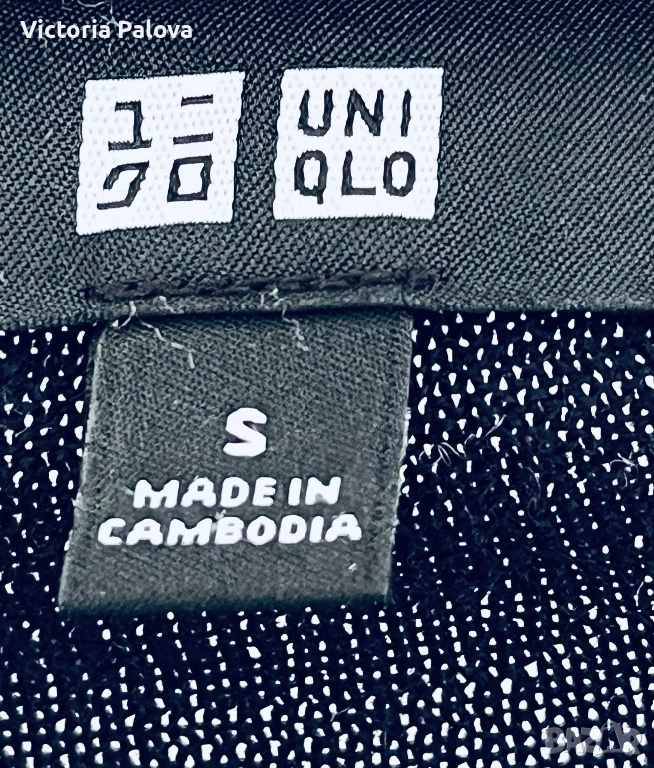 Victoria Palova
ユニ
クロ
UNI
QLO
S
MADE IN
CAMBODIA